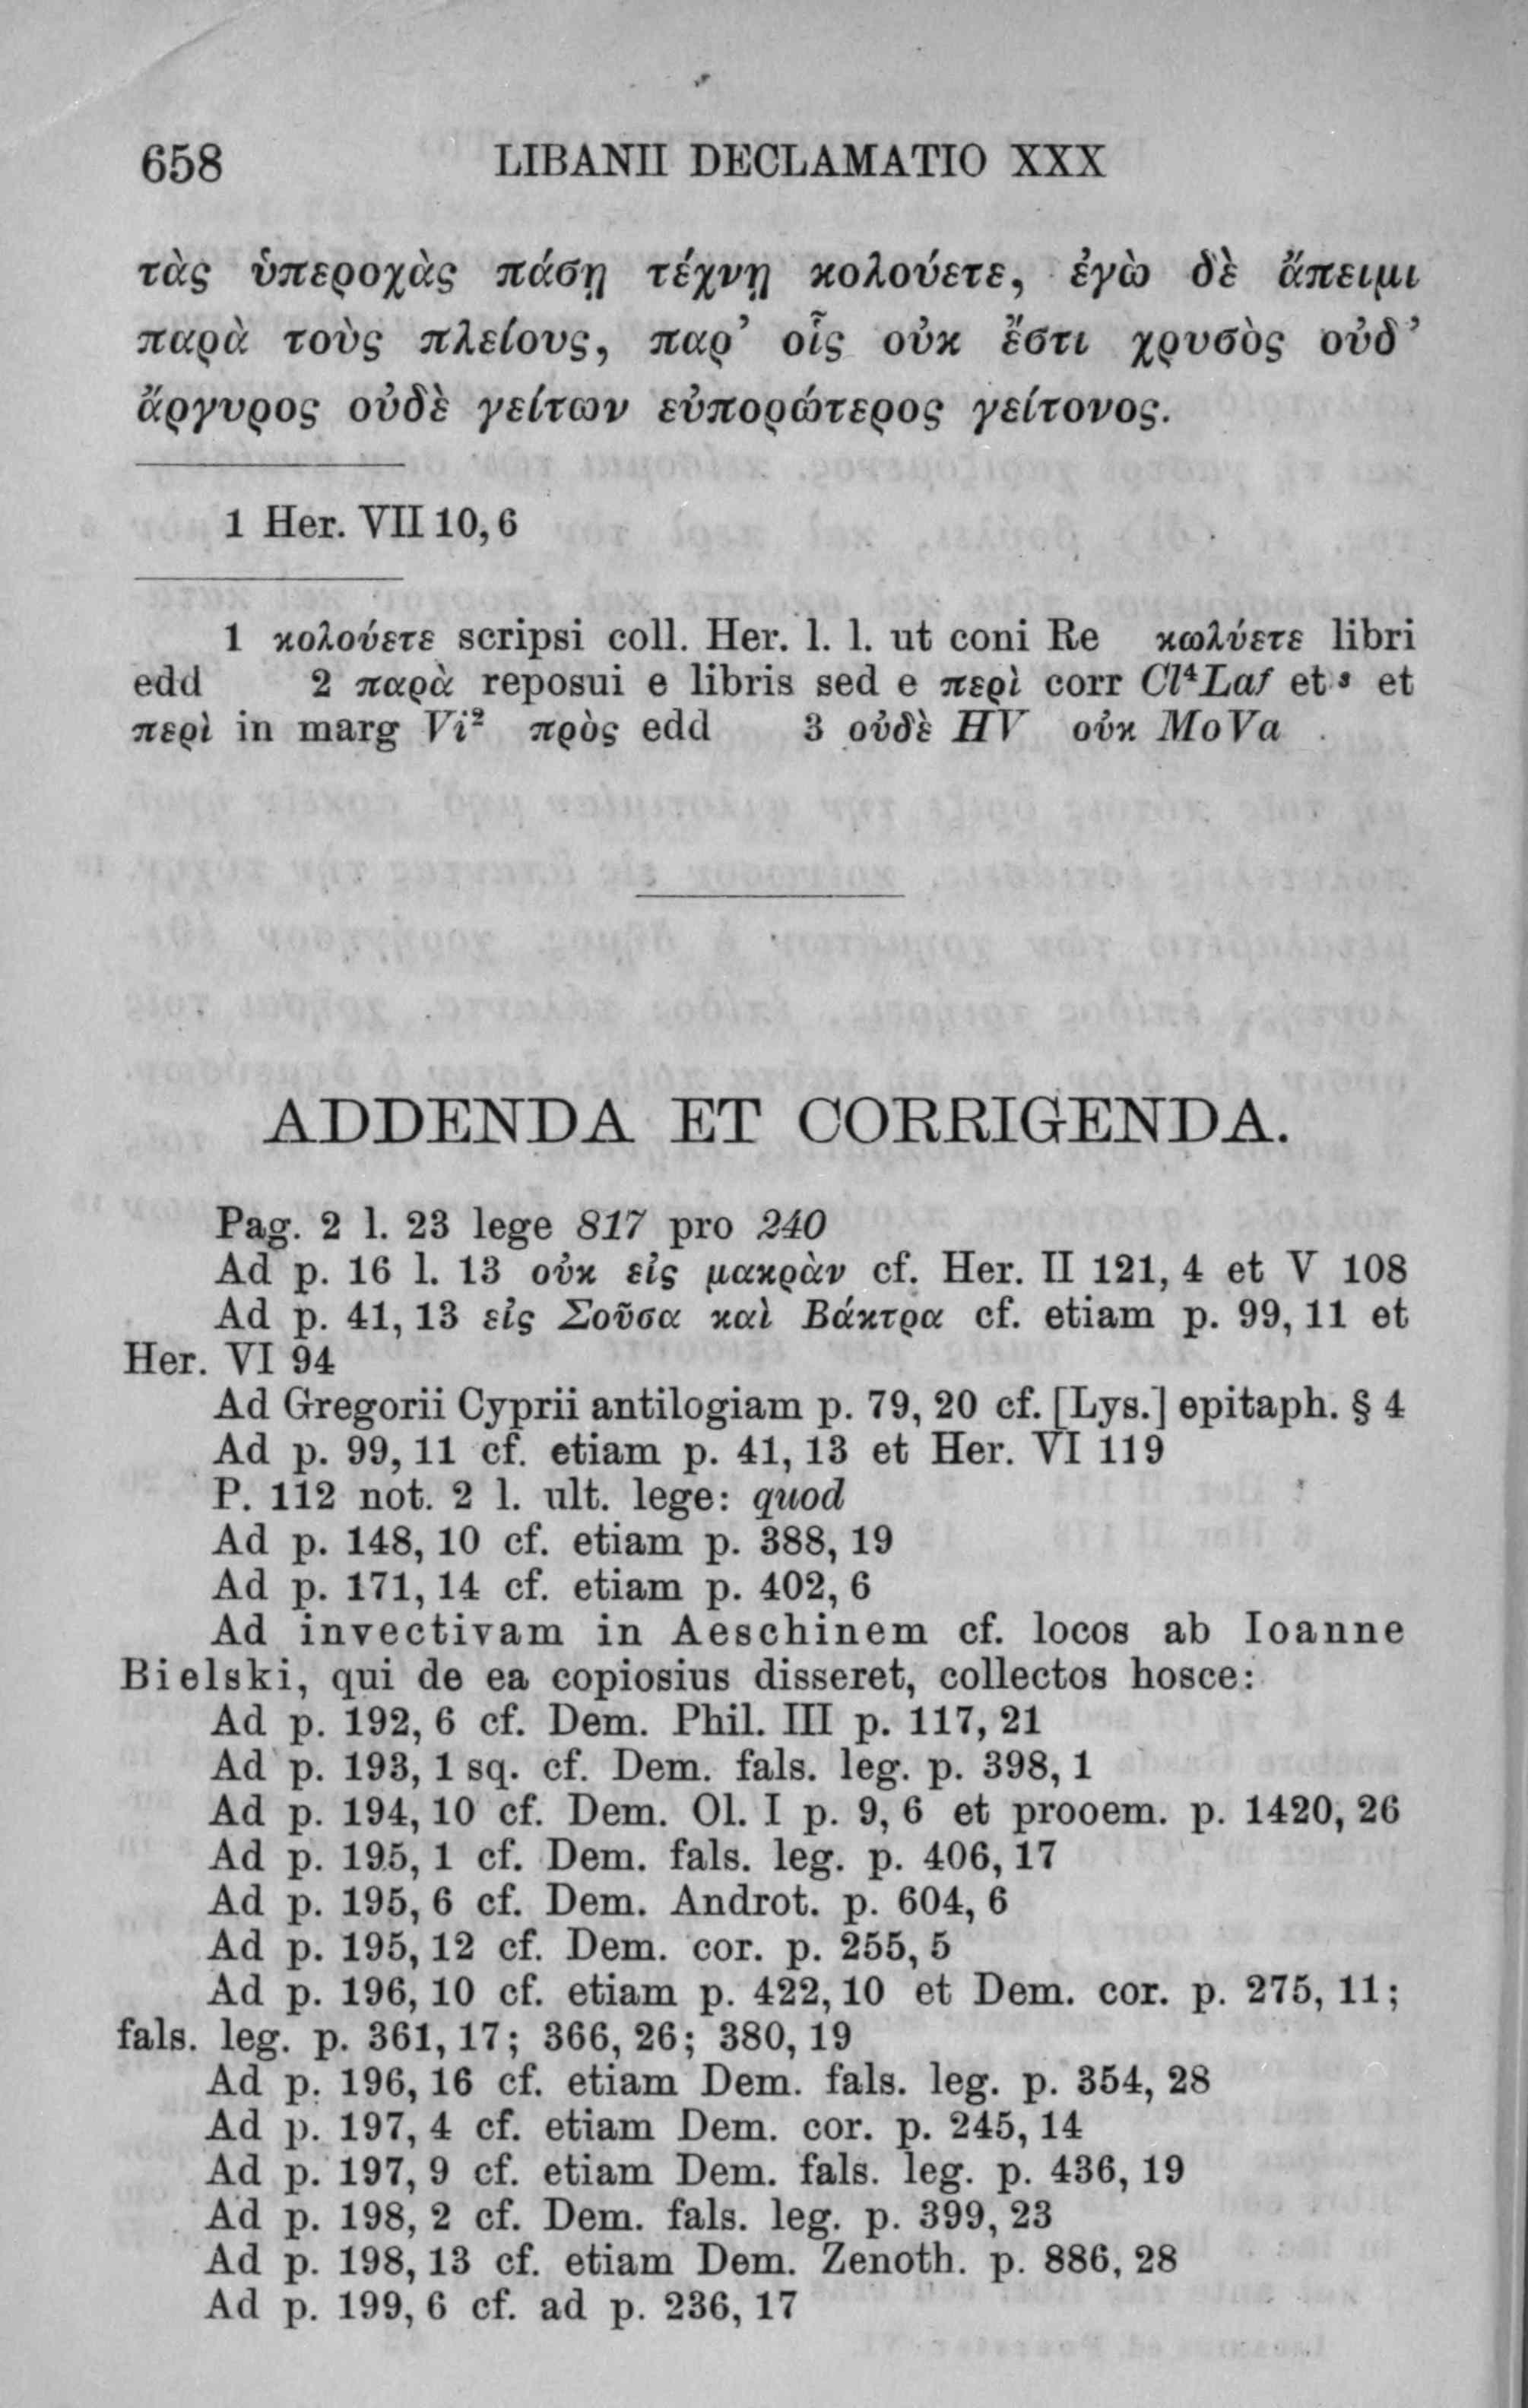 658 LIBANII DECLAMATIO XXX
τὰς ὑπεροχὰς πάσῃ τέχνῃ κολούετε, ἐγὼ δὲ ἄπειμι
παρὰ τοὺς πλείους, παρ’ οἷς οὐκ ἔστι χρυσὸς οὐδ’
ἄργυρος οὐδὲ γείτων εὐπορώτερος γείτονος.
1 Her. VII 10, 6
1 κολούετε scripsi coll. Her. l. l. ut coni Re κωλύετε libri
edd 2 παρὰ reposui e libris sed e περὶ corr Cl⁴Laf et s et
περὶ in marg Vi² πρὸς edd 3 οὐδὲ HV οὐκ MoVa
ADDENDA ET CORRIGENDA.
Pag. 2 l. 23 lege 817 pro 240
Ad p. 16 l. 13 οὐκ εἰς μακρὰν cf. Her. II 121, 4 et V 108
Ad p. 41, 13 εἰς Σοῦσα καὶ Βάκτρα cf. etiam p. 99, 11 et
Her. VI 94
Ad Gregorii Cyprii antilogiam p. 79, 20 cf. [Lys.] epitaph. § 4
Ad p. 99, 11 cf. etiam p. 41, 13 et Her. VI 119
P. 112 not. 2 l. ult. lege: quod
Ad p. 148, 10 cf. etiam p. 388, 19
Ad p. 171, 14 cf. etiam p. 402, 6
Ad invectivam in Aeschinem cf. locos ab Ioanne
Bielski, qui de ea copiosius disseret, collectos hosce:
Ad p. 192, 6 cf. Dem. Phil. III p. 117, 21
Ad p. 193, 1 sq. cf. Dem. fals. leg. p. 398, 1
Ad p. 194, 10 cf. Dem. Ol. I p. 9, 6 et prooem. p. 1420, 26
Ad p. 195, 1 cf. Dem. fals. leg. p. 406, 17
Ad p. 195, 6 cf. Dem. Androt. p. 604, 6
Ad p. 195, 12 cf. Dem. cor. p. 255, 5
Ad p. 196, 10 cf. etiam p. 422, 10 et Dem. cor. p. 275, 11;
fals. leg. p. 361, 17; 366, 26; 380, 19
Ad p. 196, 16 cf. etiam Dem. fals. leg. p. 354, 28
Ad p. 197, 4 cf. etiam Dem. cor. p. 245, 14
Ad p. 197, 9 cf. etiam Dem. fals. leg. p. 436, 19
Ad p. 198, 2 cf. Dem. fals. leg. p. 399, 23
Ad p. 198, 13 cf. etiam Dem. Zenoth. p. 886, 28
Ad p. 199, 6 cf. ad p. 236, 17